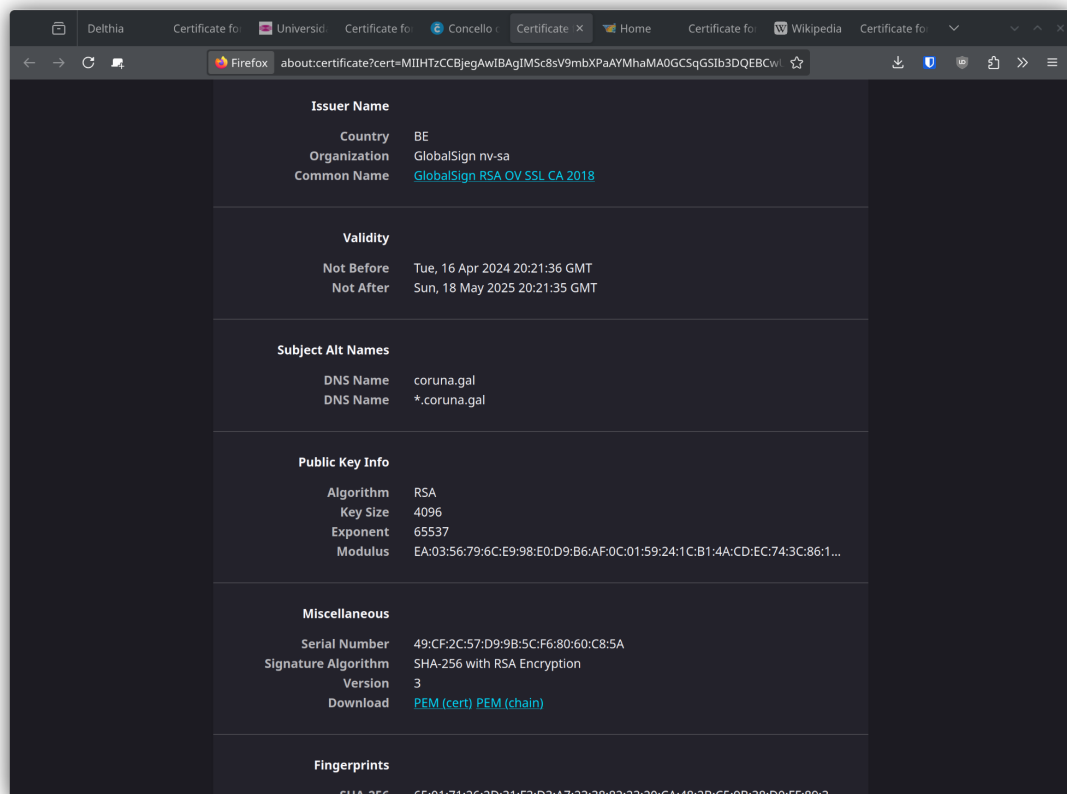 Delthia Certificate for Universid Certificate for Concello Certificate Home Certificate for Wikipedia Certificate for
Firefox about:certificate?cert=MIIHTzCCBjegAwIBAgIMSc8sV9mbXPaAYMhaMA0GCSqGSIb3DQEBCw
Issuer Name
Country BE
Organization GlobalSign nv-sa
Common Name GlobalSign RSA OV SSL CA 2018
Validity
Not Before Tue, 16 Apr 2024 20:21:36 GMT
Not After Sun, 18 May 2025 20:21:35 GMT
Subject Alt Names
DNS Name coruna.gal
DNS Name *.coruna.gal
Public Key Info
Algorithm RSA
Key Size 4096
Exponent 65537
Modulus EA:03:56:79:6C:E9:98:E0:D9:B6:AF:0C:01:59:24:1C:B1:4A:CD:EC:74:3C:86:1...
Miscellaneous
Serial Number 49:CF:2C:57:D9:9B:5C:F6:80:60:C8:5A
Signature Algorithm SHA-256 with RSA Encryption
Version 3
Download PEM (cert) PEM (chain)
Fingerprints
SHA-256